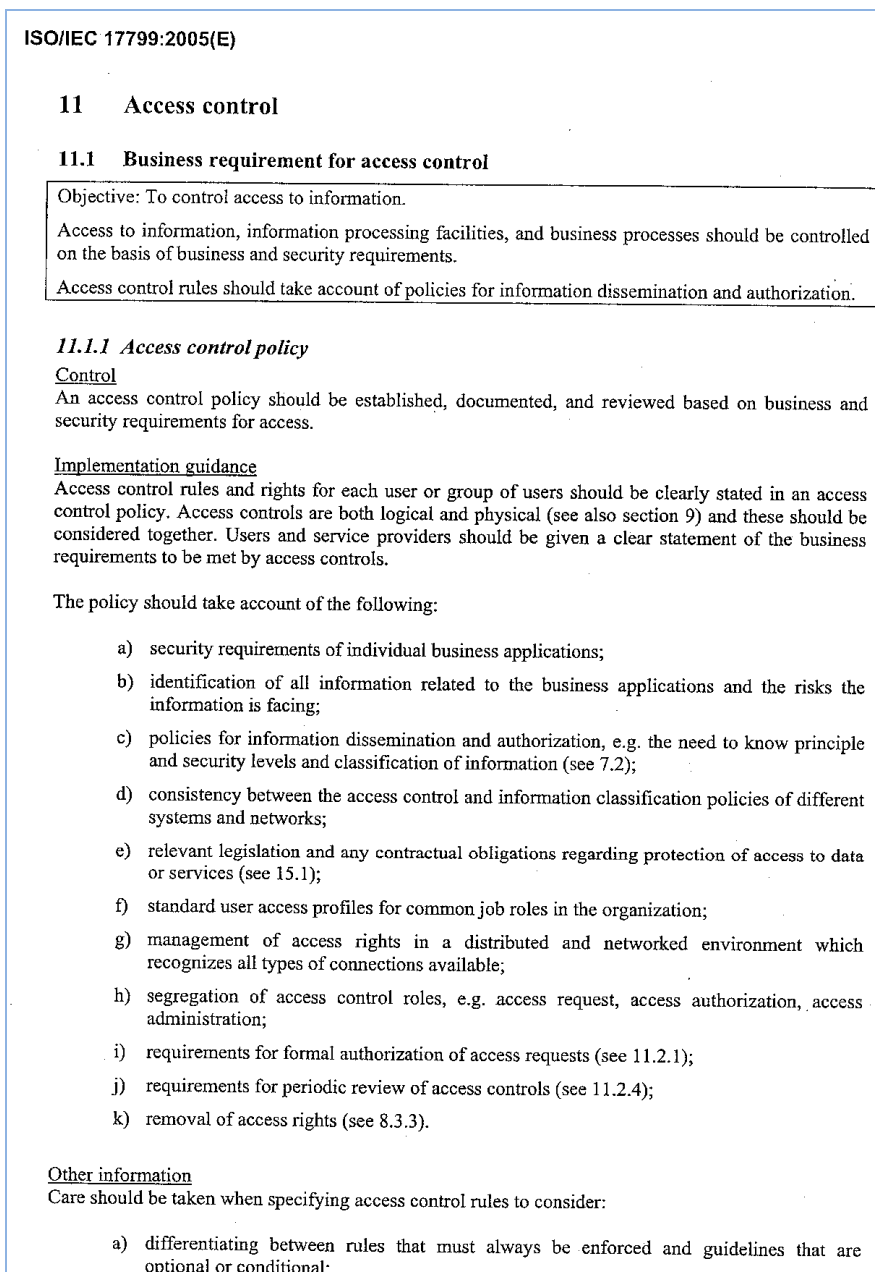 ISO/IEC 17799:2005(E)
11 Access control
11.1 Business requirement for access control
Objective: To control access to information.
Access to information, information processing facilities, and business processes should be controlled
on the basis of business and security requirements.
Access control rules should take account of policies for information dissemination and authorization.
11.1.1 Access control policy
Control
An access control policy should be established, documented, and reviewed based on business and
security requirements for access.
Implementation guidance
Access control rules and rights for each user or group of users should be clearly stated in an access
control policy. Access controls are both logical and physical (see also section 9) and these should be
considered together. Users and service providers should be given a clear statement of the business
requirements to be met by access controls.
The policy should take account of the following:
a) security requirements of individual business applications;
b) identification of all information related to the business applications and the risks the
information is facing;
c) policies for information dissemination and authorization, e.g. the need to know principle
and security levels and classification of information (see 7.2);
d) consistency between the access control and information classification policies of different
systems and networks;
e) relevant legislation and any contractual obligations regarding protection of access to data
or services (see 15.1);
f) standard user access profiles for common job roles in the organization;
g) management of access rights in a distributed and networked environment which
recognizes all types of connections available;
h) segregation of access control roles, e.g. access request, access authorization, access
administration;
i) requirements for formal authorization of access requests (see 11.2.1);
j) requirements for periodic review of access controls (see 11.2.4);
k) removal of access rights (see 8.3.3).
Other information
Care should be taken when specifying access control rules to consider:
a) differentiating between rules that must always be enforced and guidelines that are
optional or conditional;